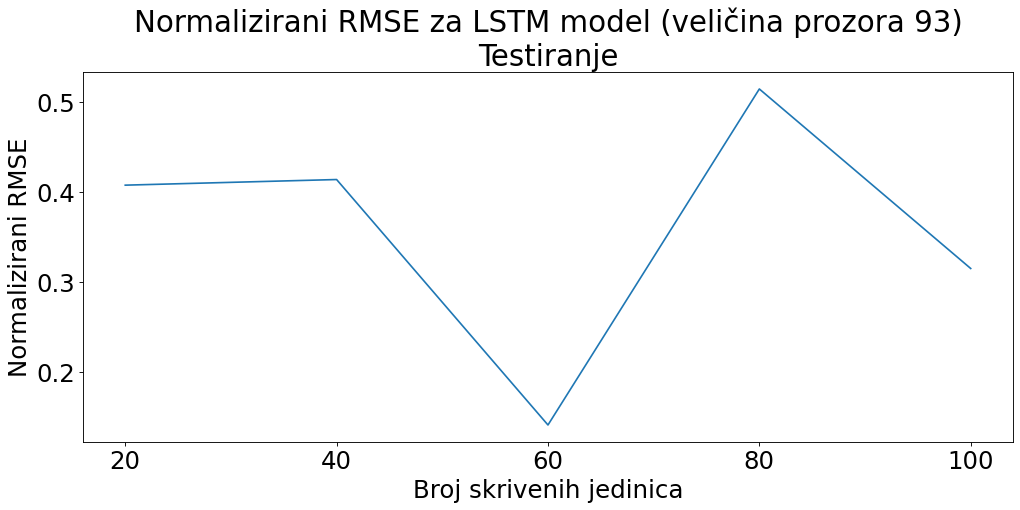 Normalizirani RMSE za LSTM model (veličina prozora 93)
Testiranje
Normalizirani RMSE
0.5
0.4
0.3
0.2
20 40 60 80 100
Broj skrivenih jedinica